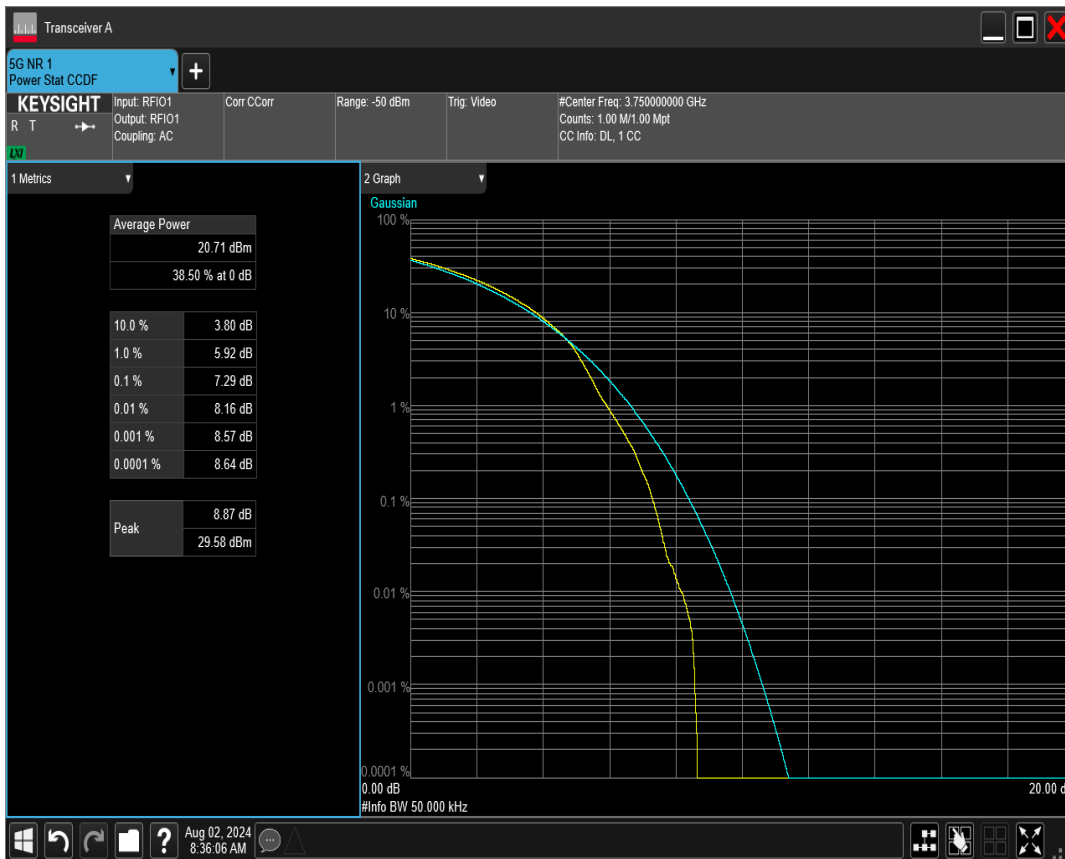 Transceiver A
5G NR 1
Power Stat CCDF
KEYSIGHT
R T
LXI
Input: RFIO1
Output: RFIO1
Coupling: AC
Corr CCorr
Range: -50 dBm
Trig: Video
#Center Freq: 3.750000000 GHz
Counts: 1.00 M/1.00 Mpt
CC Info: DL, 1 CC
1 Metrics
Average Power
20.71 dBm
38.50 % at 0 dB
10.0 % 3.80 dB
1.0 % 5.92 dB
0.1 % 7.29 dB
0.01 % 8.16 dB
0.001 % 8.57 dB
0.0001 % 8.64 dB
Peak
8.87 dB
29.58 dBm
2 Graph
Gaussian
100 %
10 %
1 %
0.1 %
0.01 %
0.001 %
0.0001 %
0.00 dB
20.00 d
#Info BW 50.000 kHz
Aug 02, 2024
8:36:06 AM